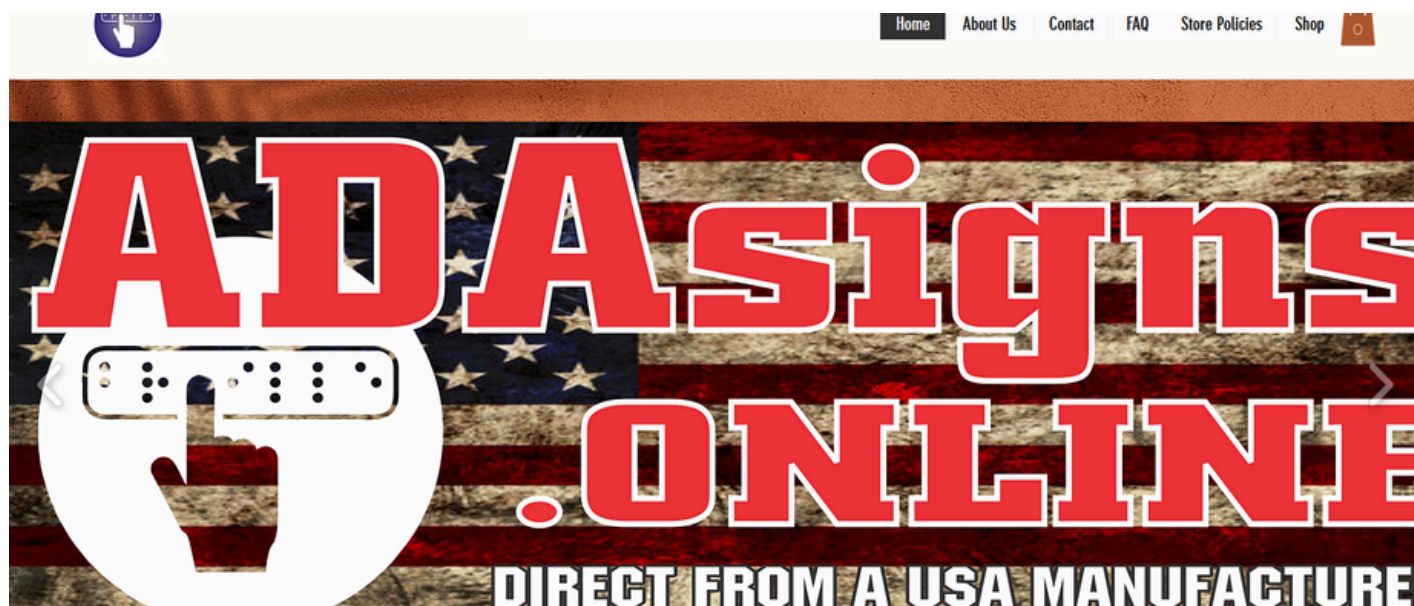 Home About Us Contact FAQ Store Policies Shop 0
ADAsigns
.ONLINE
DIRECT FROM A USA MANUFACTURE